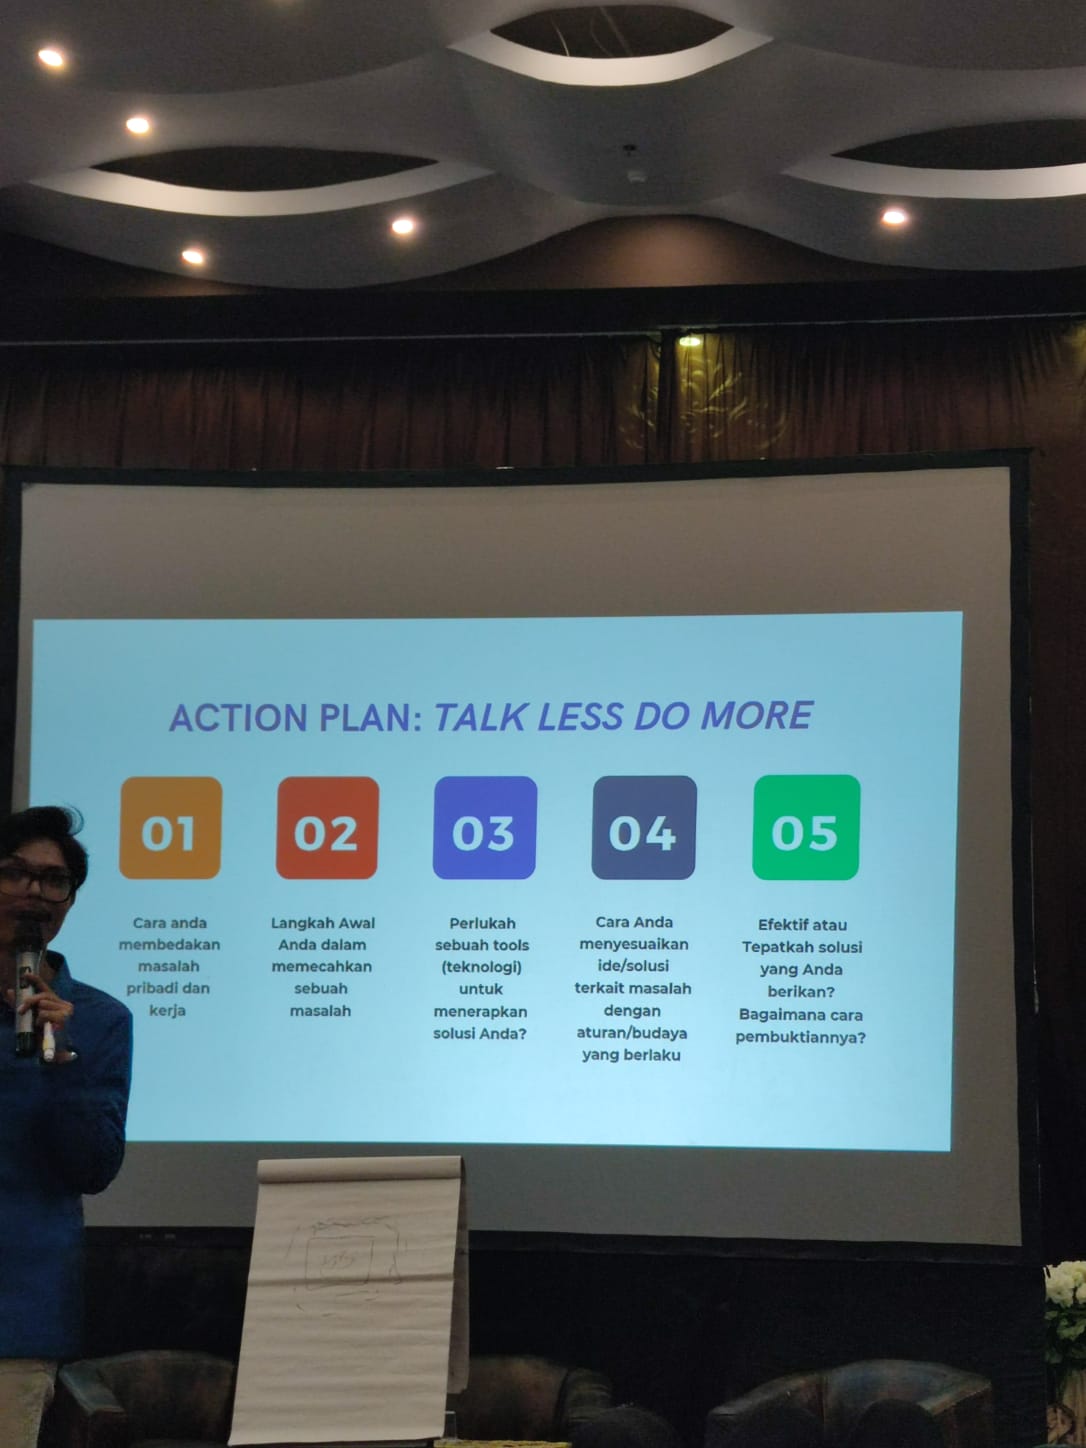 ACTION PLAN: TALK LESS DO MORE
01
Cara anda
membedakan
masalah
pribadi dan
kerja
02
Langkah Awal
Anda dalam
memecahkan
sebuah
masalah
03
Perlukah
sebuah tools
(teknologi)
untuk
menerapkan
solusi Anda?
04
Cara Anda
menyesuaikan
ide/solusi
terkait masalah
dengan
aturan/budaya
yang berlaku
05
Efektif atau
Tepatkah solusi
yang Anda
berikan?
Bagaimana cara
pembuktiannya?